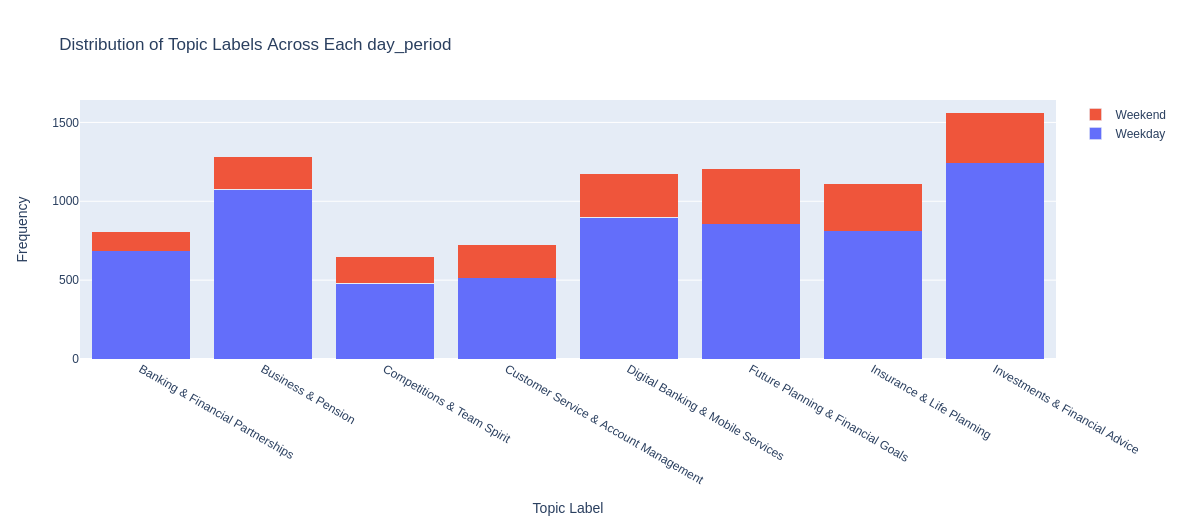 Distribution of Topic Labels Across Each day_period
Weekend
Weekday
Frequency
1500
1000
500
0
Banking & Financial Partnerships
Business & Pension
Competitions & Team Spirit
Customer Service & Account Management
Digital Banking & Mobile Services
Future Planning & Financial Goals
Insurance & Life Planning
Investments & Financial Advice
Topic Label